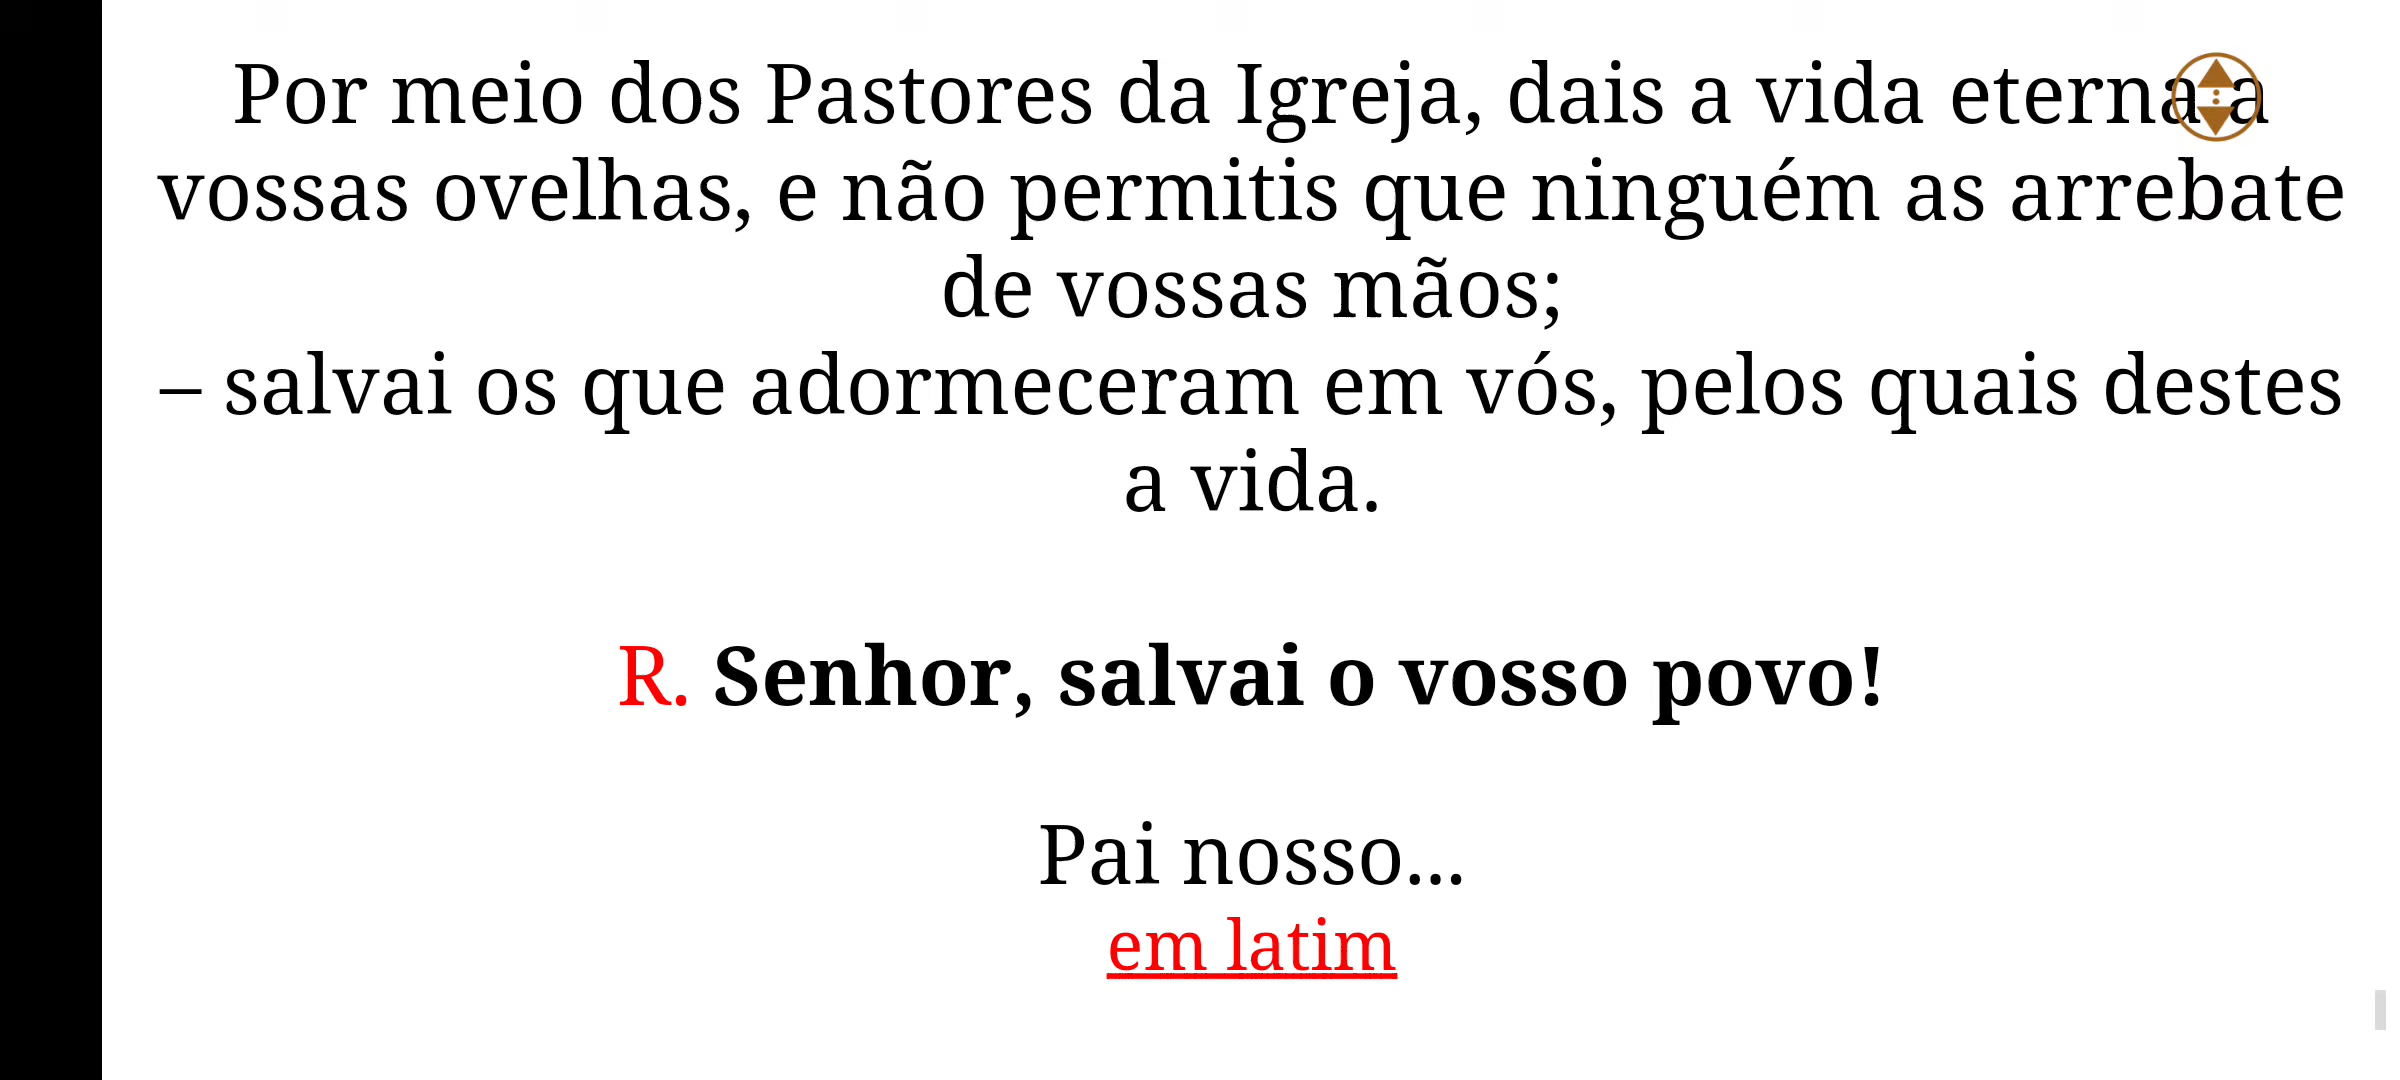 Por meio dos Pastores da Igreja, dais a vida eterna a
vossas ovelhas, e não permitis que ninguém as arrebate
de vossas mãos;
– salvai os que adormeceram em vós, pelos quais destes
a vida.
R. Senhor, salvai o vosso povo!
Pai nosso...
em latim